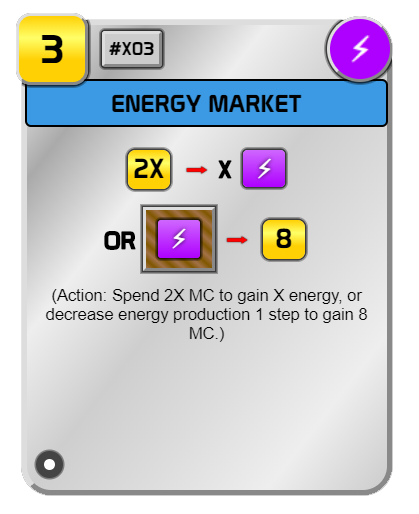 3
#X03
ENERGY MARKET
2X X
OR 8
(Action: Spend 2X MC to gain X energy, or
decrease energy production 1 step to gain 8
MC.)